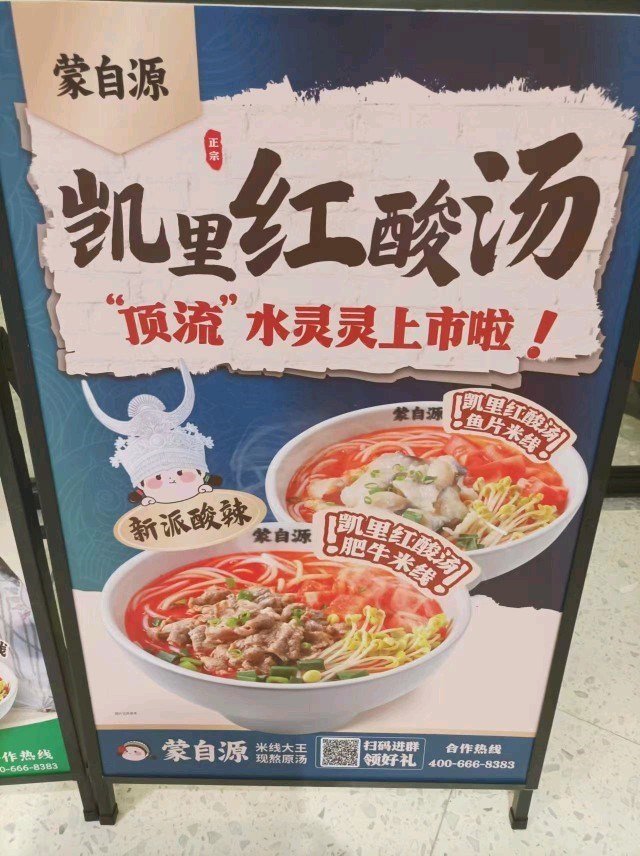 蒙自源
正宗
凯里红酸汤
“顶流”水灵灵上市啦！
蒙自源
凯里红酸汤
鱼片米线
新派酸辣
蒙自源
凯里红酸汤
肥牛米线
蒙自源
米线大王
现熬原汤
扫码进群
领好礼
合作热线
400-666-8383
作热线
0-666-8383